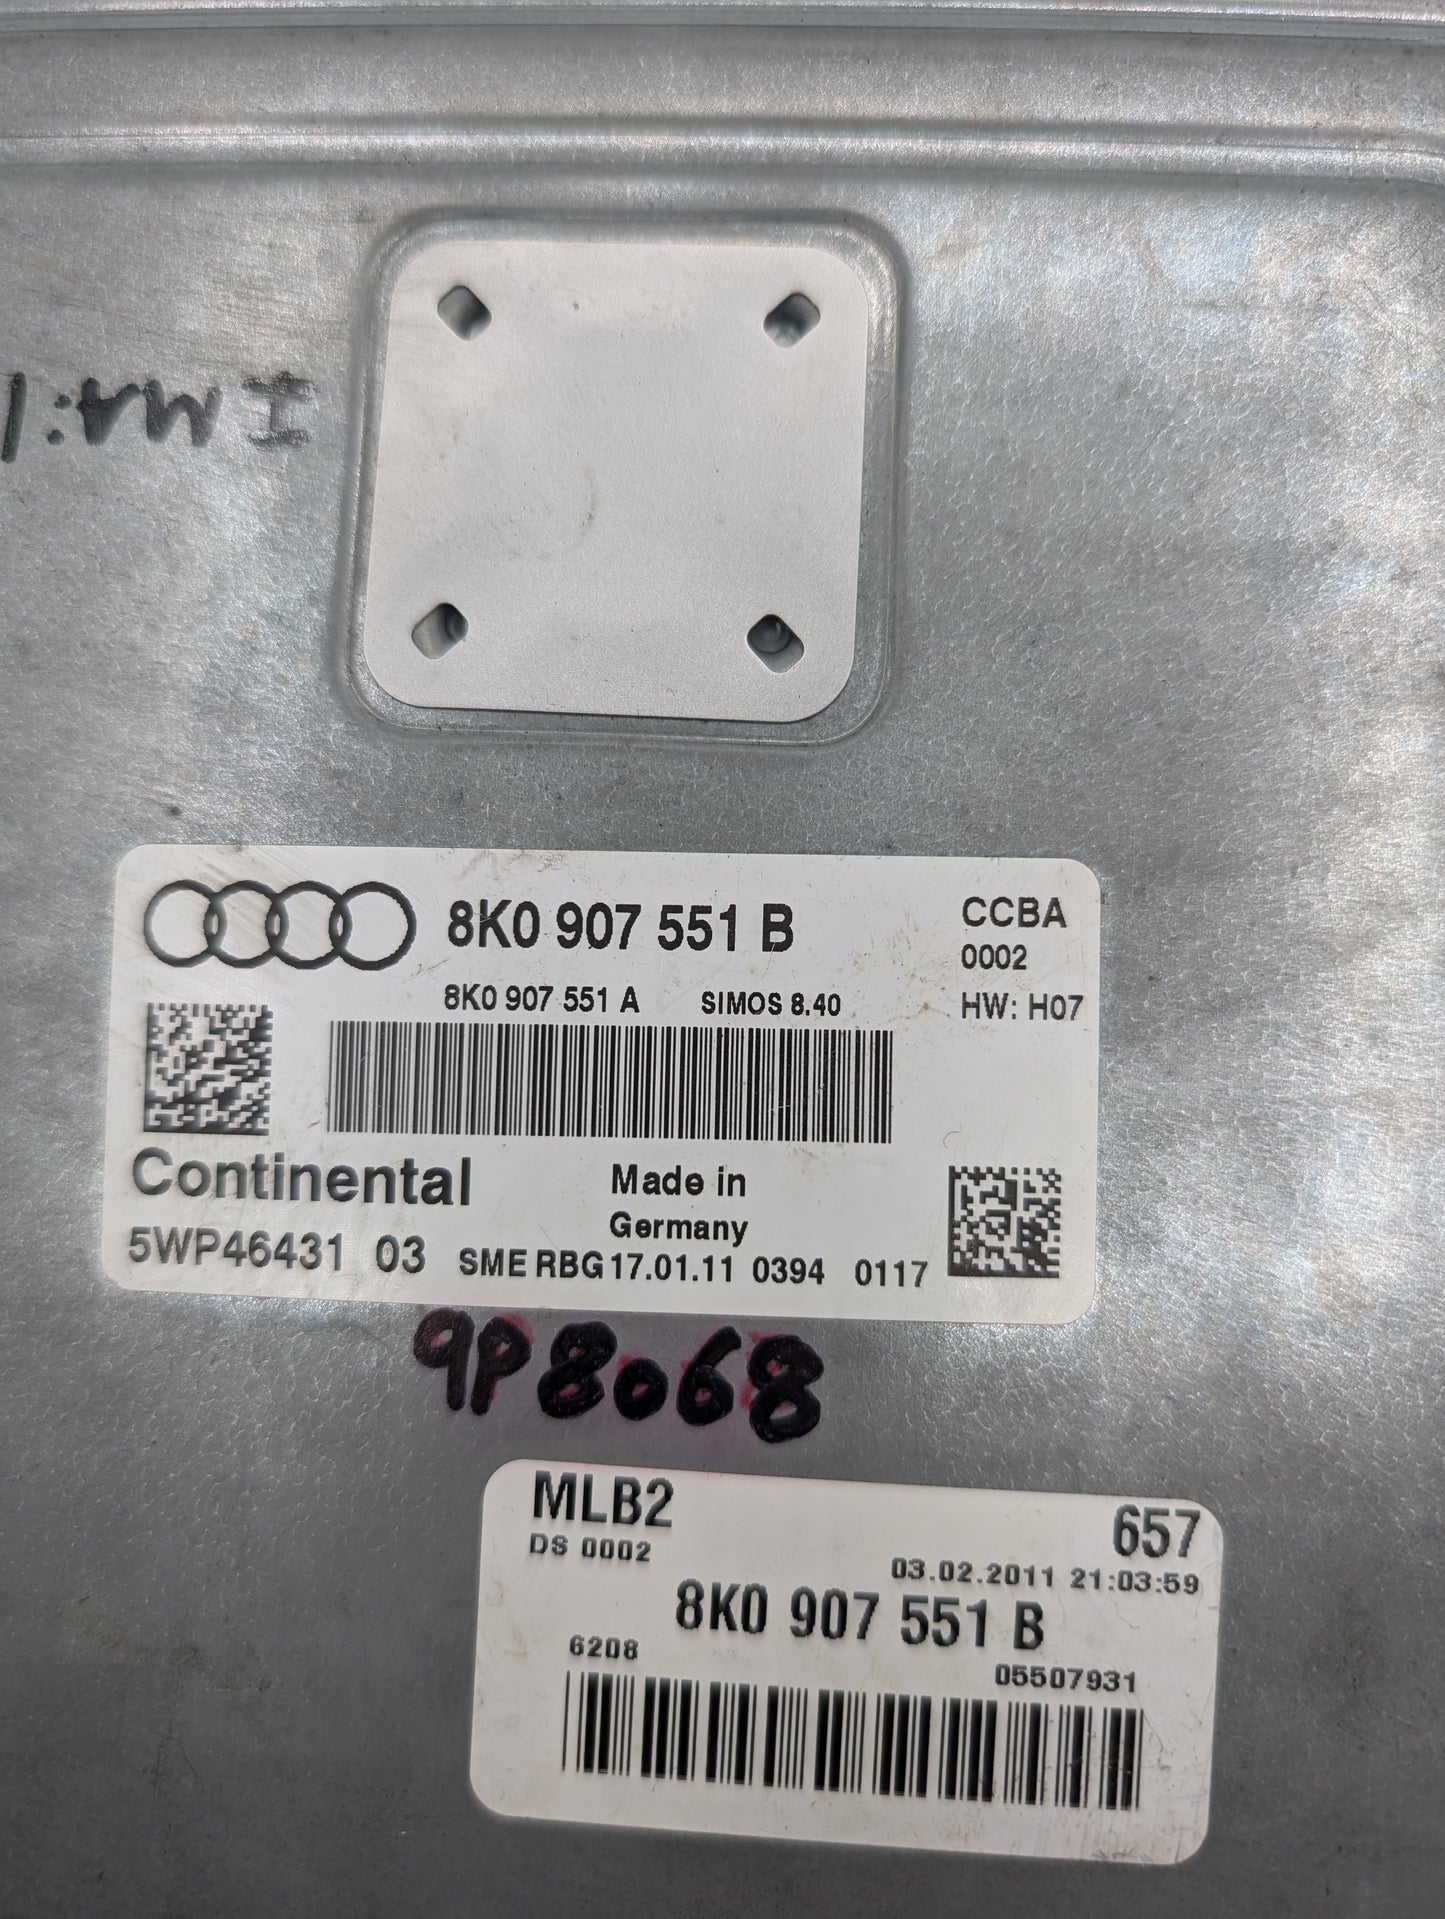 IMA:1
8K0 907 551 B
CCBA
0002
8K0 907 551 A SIMOS 8.40
HW: H07
Continental
Made in
Germany
5WP46431 03 SME RBG 17.01.11 0394 0117
9P8068
MLB2
657
DS 0002
03.02.2011 21:03:59
8K0 907 551 B
6208
05507931